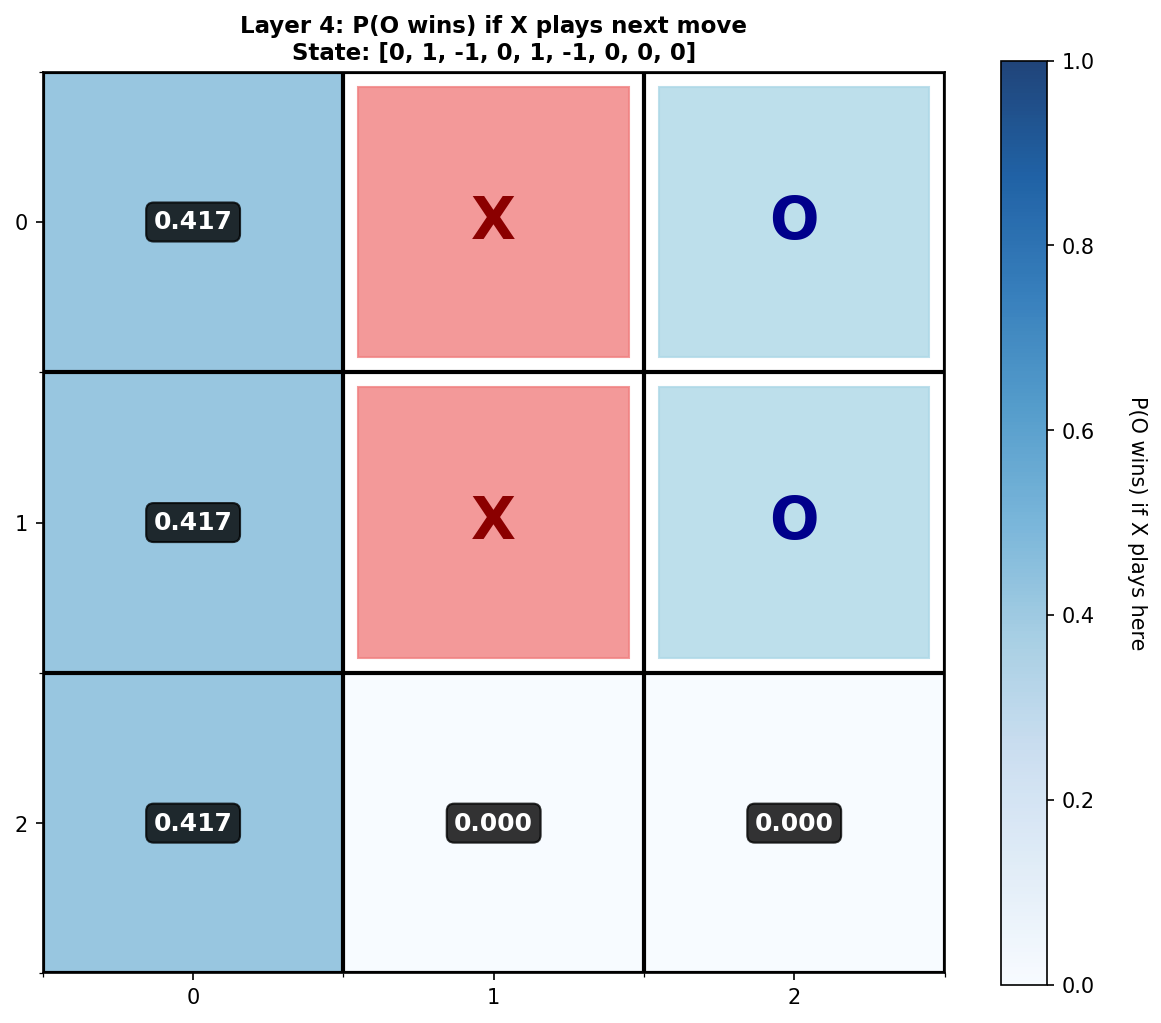 Layer 4: P(O wins) if X plays next move
State: [0, 1, -1, 0, 1, -1, 0, 0, 0]
0
0.417
X
O
1
0.417
X
O
2
0.417
0.000
0.000
0
1
2
1.0
0.8
0.6
0.4
0.2
0.0
P(O wins) if X plays here